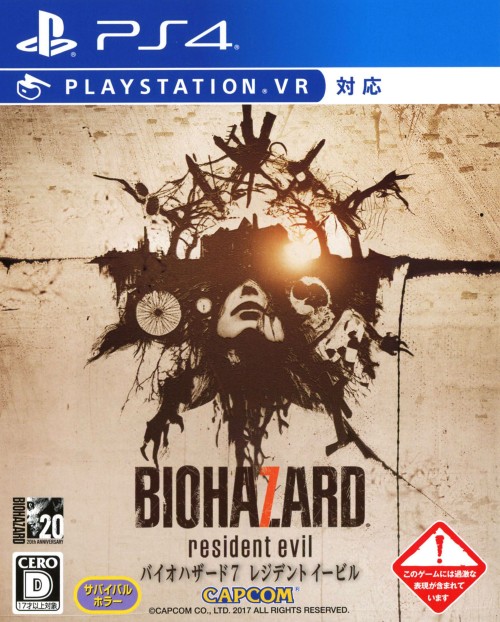 PS4
PLAYSTATION®VR 対応
BIOHAZARD®
resident evil
バイオハザード7 レジデント イービル
BIOHAZARD
20
20TH ANNIVERSARY
CERO
D
17才以上対象
サバイバル
ホラー
CAPCOM
©CAPCOM CO., LTD. 2017 ALL RIGHTS RESERVED.
!
このゲームには過激な
表現が含まれて
います